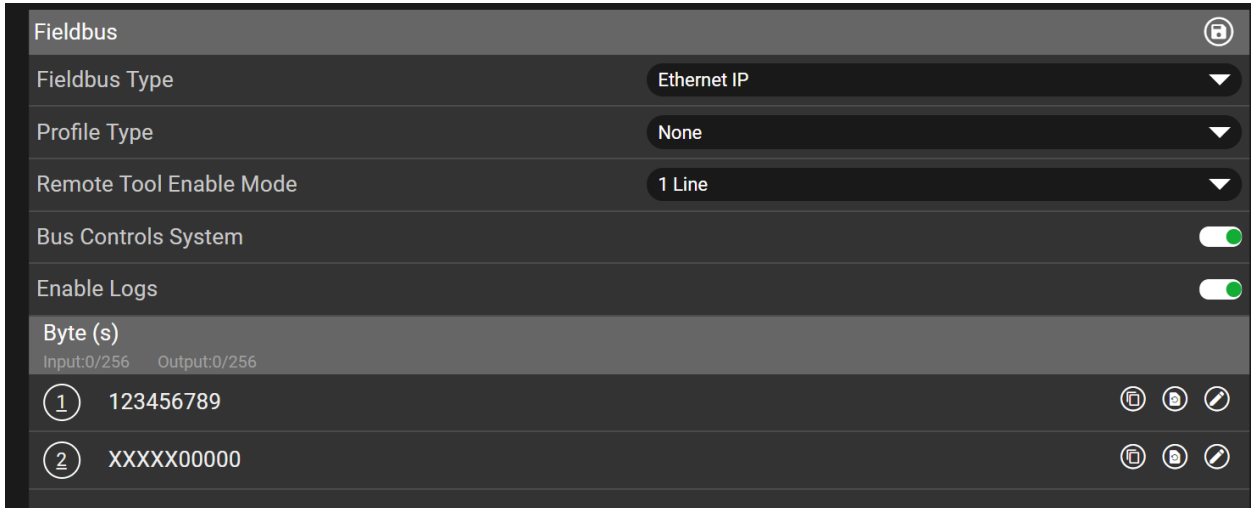 Fieldbus
Fieldbus Type Ethernet IP
Profile Type None
Remote Tool Enable Mode 1 Line
Bus Controls System
Enable Logs
Byte (s)
Input:0/256 Output:0/256
1 123456789
2 XXXXX00000